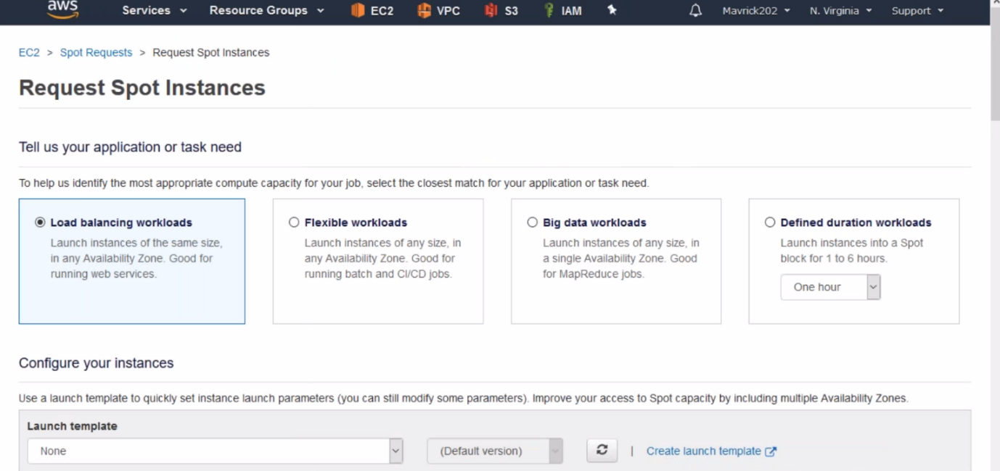 aws Services Resource Groups EC2 VPC S3 IAM Mavrick202 N. Virginia Support
EC2 > Spot Requests > Request Spot Instances
Request Spot Instances
Tell us your application or task need
To help us identify the most appropriate compute capacity for your job, select the closest match for your application or task need.
Load balancing workloads
Launch instances of the same size,
in any Availability Zone. Good for
running web services.
Flexible workloads
Launch instances of any size, in
any Availability Zone. Good for
running batch and CI/CD jobs.
Big data workloads
Launch instances of any size, in
a single Availability Zone. Good
for MapReduce jobs.
Defined duration workloads
Launch instances into a Spot
block for 1 to 6 hours.
One hour
Configure your instances
Use a launch template to quickly set instance launch parameters (you can still modify some parameters). Improve your access to Spot capacity by including multiple Availability Zones.
Launch template
None (Default version) | Create launch template